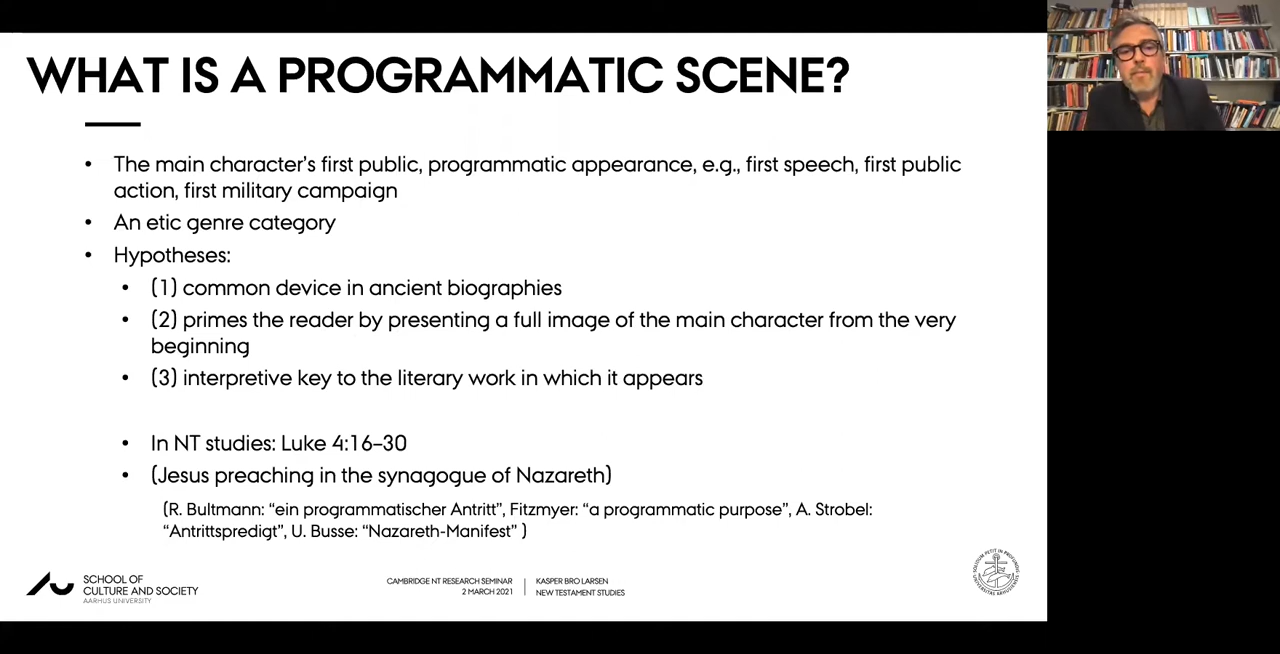 WHAT IS A PROGRAMMATIC SCENE?
• The main character's first public, programmatic appearance, e.g., first speech, first public
action, first military campaign
• An etic genre category
• Hypotheses:
• (1) common device in ancient biographies
• (2) primes the reader by presenting a full image of the main character from the very
beginning
• (3) interpretive key to the literary work in which it appears
• In NT studies: Luke 4:16–30
• (Jesus preaching in the synagogue of Nazareth)
(R. Bultmann: “ein programmatischer Antritt”, Fitzmyer: “a programmatic purpose”, A. Strobel:
“Antrittspredigt”, U. Busse: “Nazareth-Manifest” )
SCHOOL OF
CULTURE AND SOCIETY
AARHUS UNIVERSITY
CAMBRIDGE NT RESEARCH SEMINAR
2 MARCH 2021
KASPER BRO LARSEN
NEW TESTAMENT STUDIES